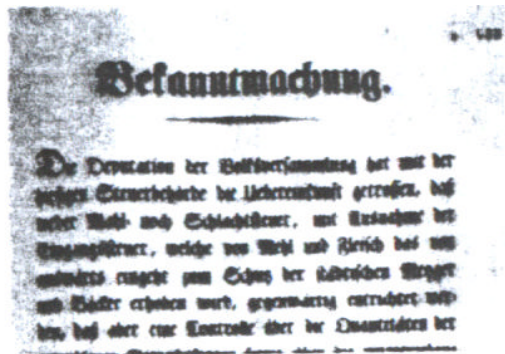 Bekanntmachung.
Die Deputation der Volksversammlung hat mit der
hiesigen Steuerbehörde die Uebereinkunft getroffen, daß
weder Mahl- noch Schlachtsteuer, mit Ausnahme der
Eingangssteuer, welche von Mehl und Fleisch das von
auswärts eingeht zum Schutz der städtischen Metzger
und Bäcker erhoben wird, gegenwärtig entrichtet wer-
den, daß aber eine Controlle über die Quantitäten der